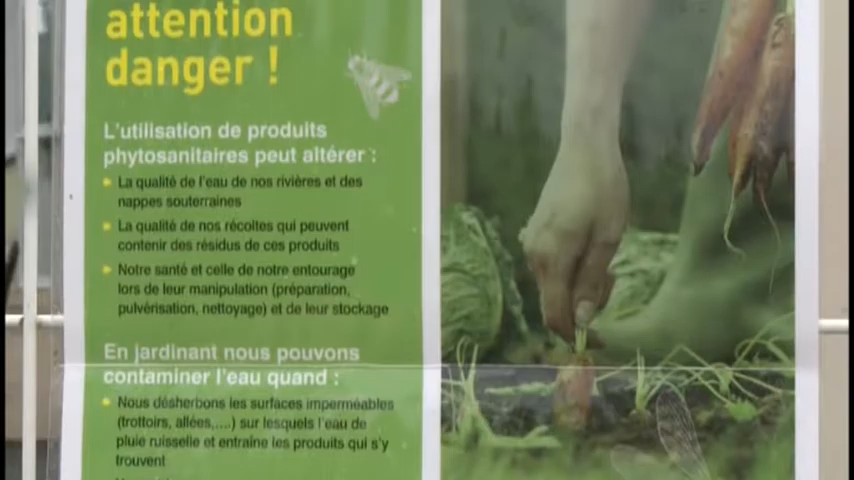 attention
danger !
L'utilisation de produits
phytosanitaires peut altérer :
La qualité de l'eau de nos rivières et des
nappes souterraines
La qualité de nos récoltes qui peuvent
contenir des résidus de ces produits
Notre santé et celle de notre entourage
lors de leur manipulation (préparation,
pulvérisation, nettoyage) et de leur stockage
En jardinant nous pouvons
contaminer l'eau quand :
Nous désherbons les surfaces imperméables
(trottoirs, allées,....) sur lesquels l'eau de
pluie ruisselle et entraine les produits qui s'y
trouvent